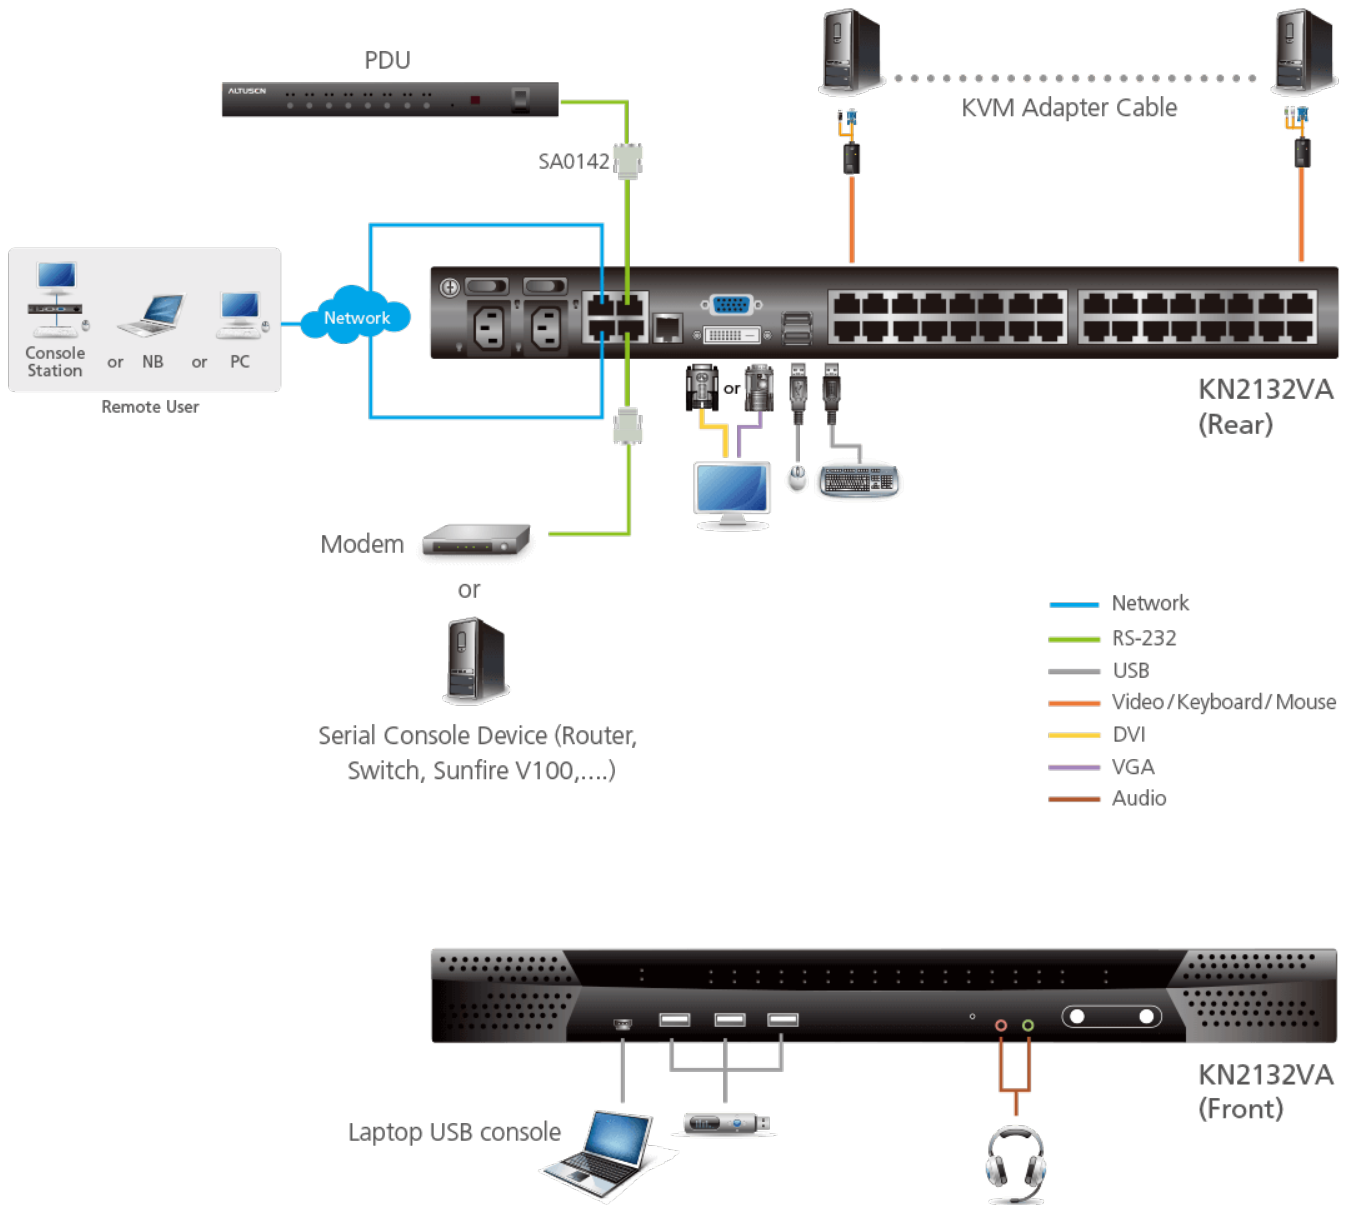 PDU
ALTUSEN
KVM Adapter Cable
SA0142
Network
Console
Station
or
NB
or
PC
Remote User
or
KN2132VA
(Rear)
Modem
or
Serial Console Device (Router,
Switch, Sunfire V100,....)
Network
RS-232
USB
Video/Keyboard/Mouse
DVI
VGA
Audio
KN2132VA
(Front)
Laptop USB console